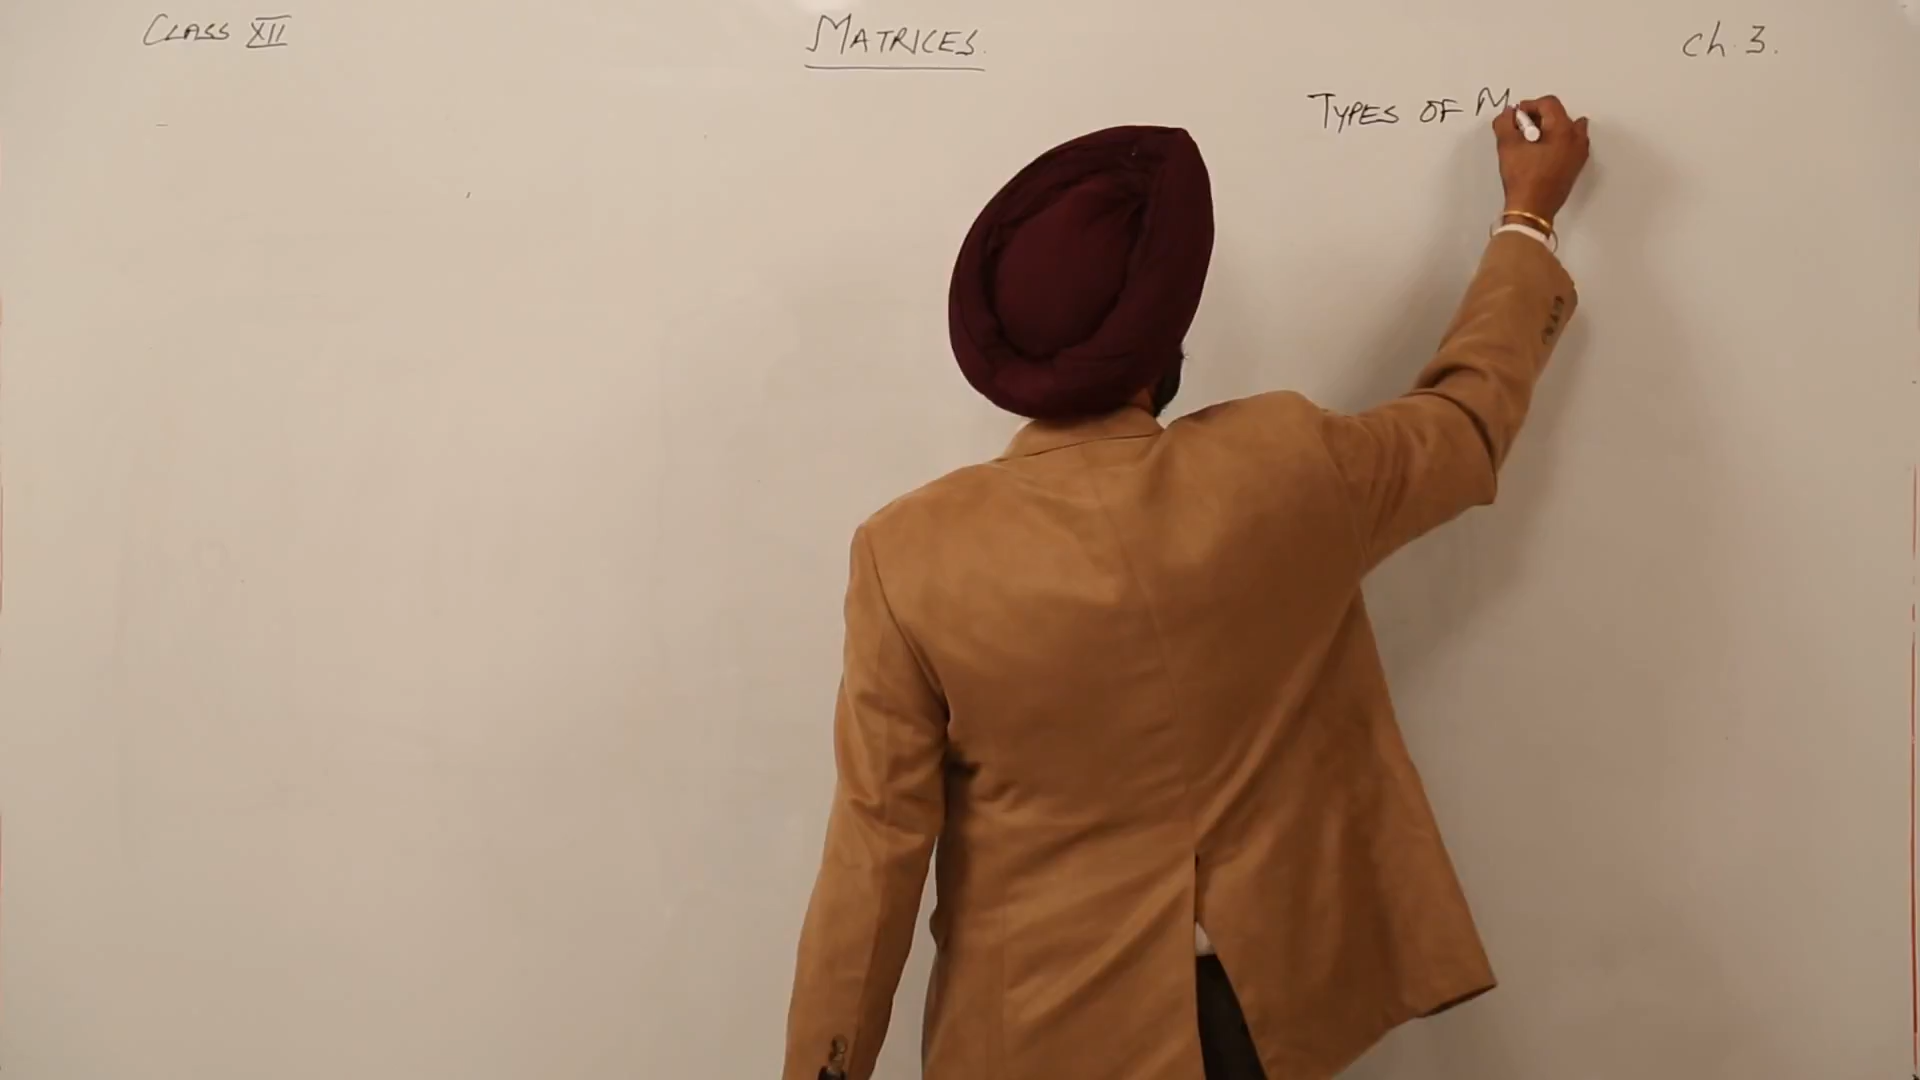 CLASS XII
MATRICES.
Ch. 3.
TYPES OF M